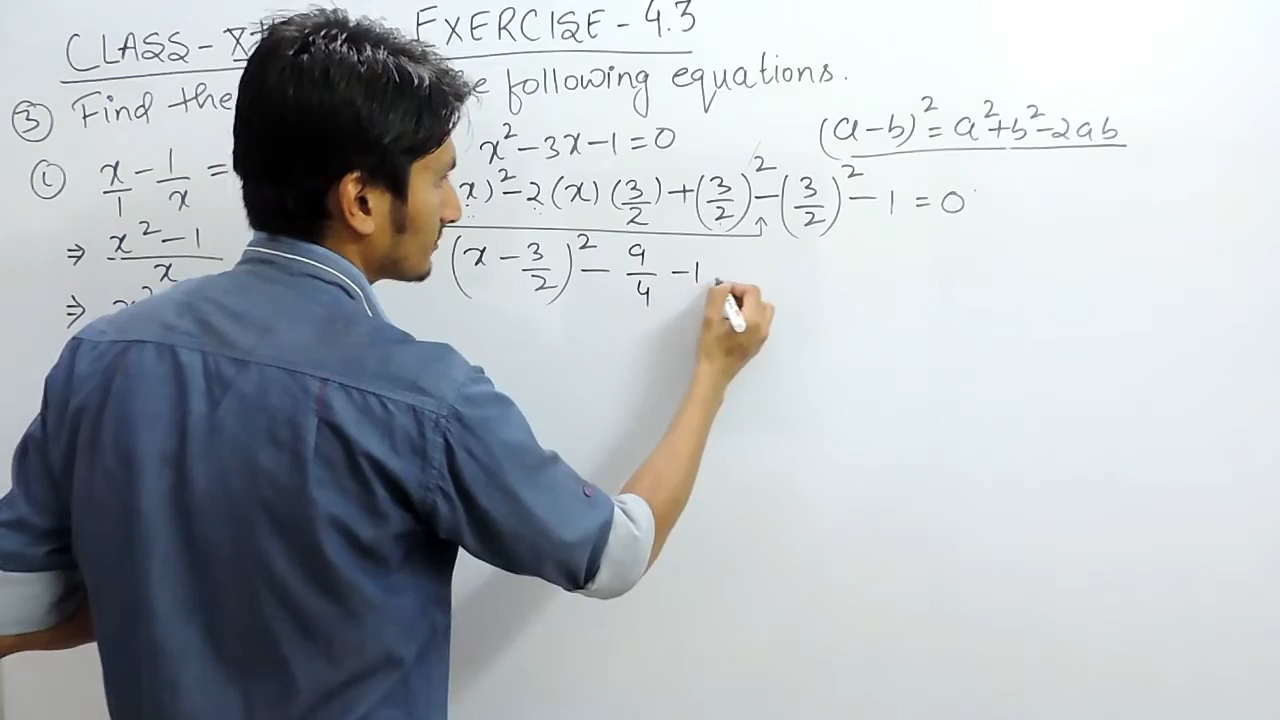 CLASS - X EXERCISE - 4.3
③ Find the following equations.
(a-b)² = a²+b²-2ab
x² - 3x - 1 = 0
(i) x/1 - 1/x =
x)² - 2(x)(3/2) + (3/2)² - (3/2)² - 1 = 0
⇒ x² - 1 / x
(x - 3/2)² - 9/4 - 1
⇒